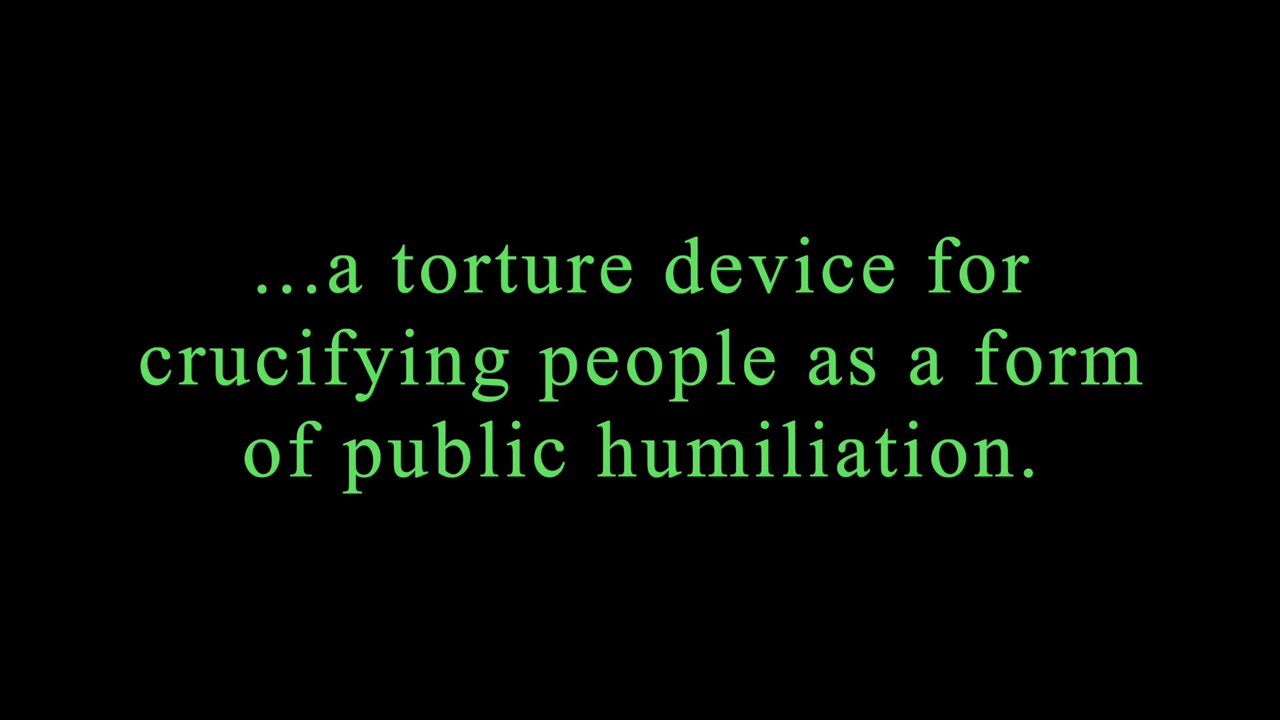 ...a torture device for
crucifying people as a form
of public humiliation.